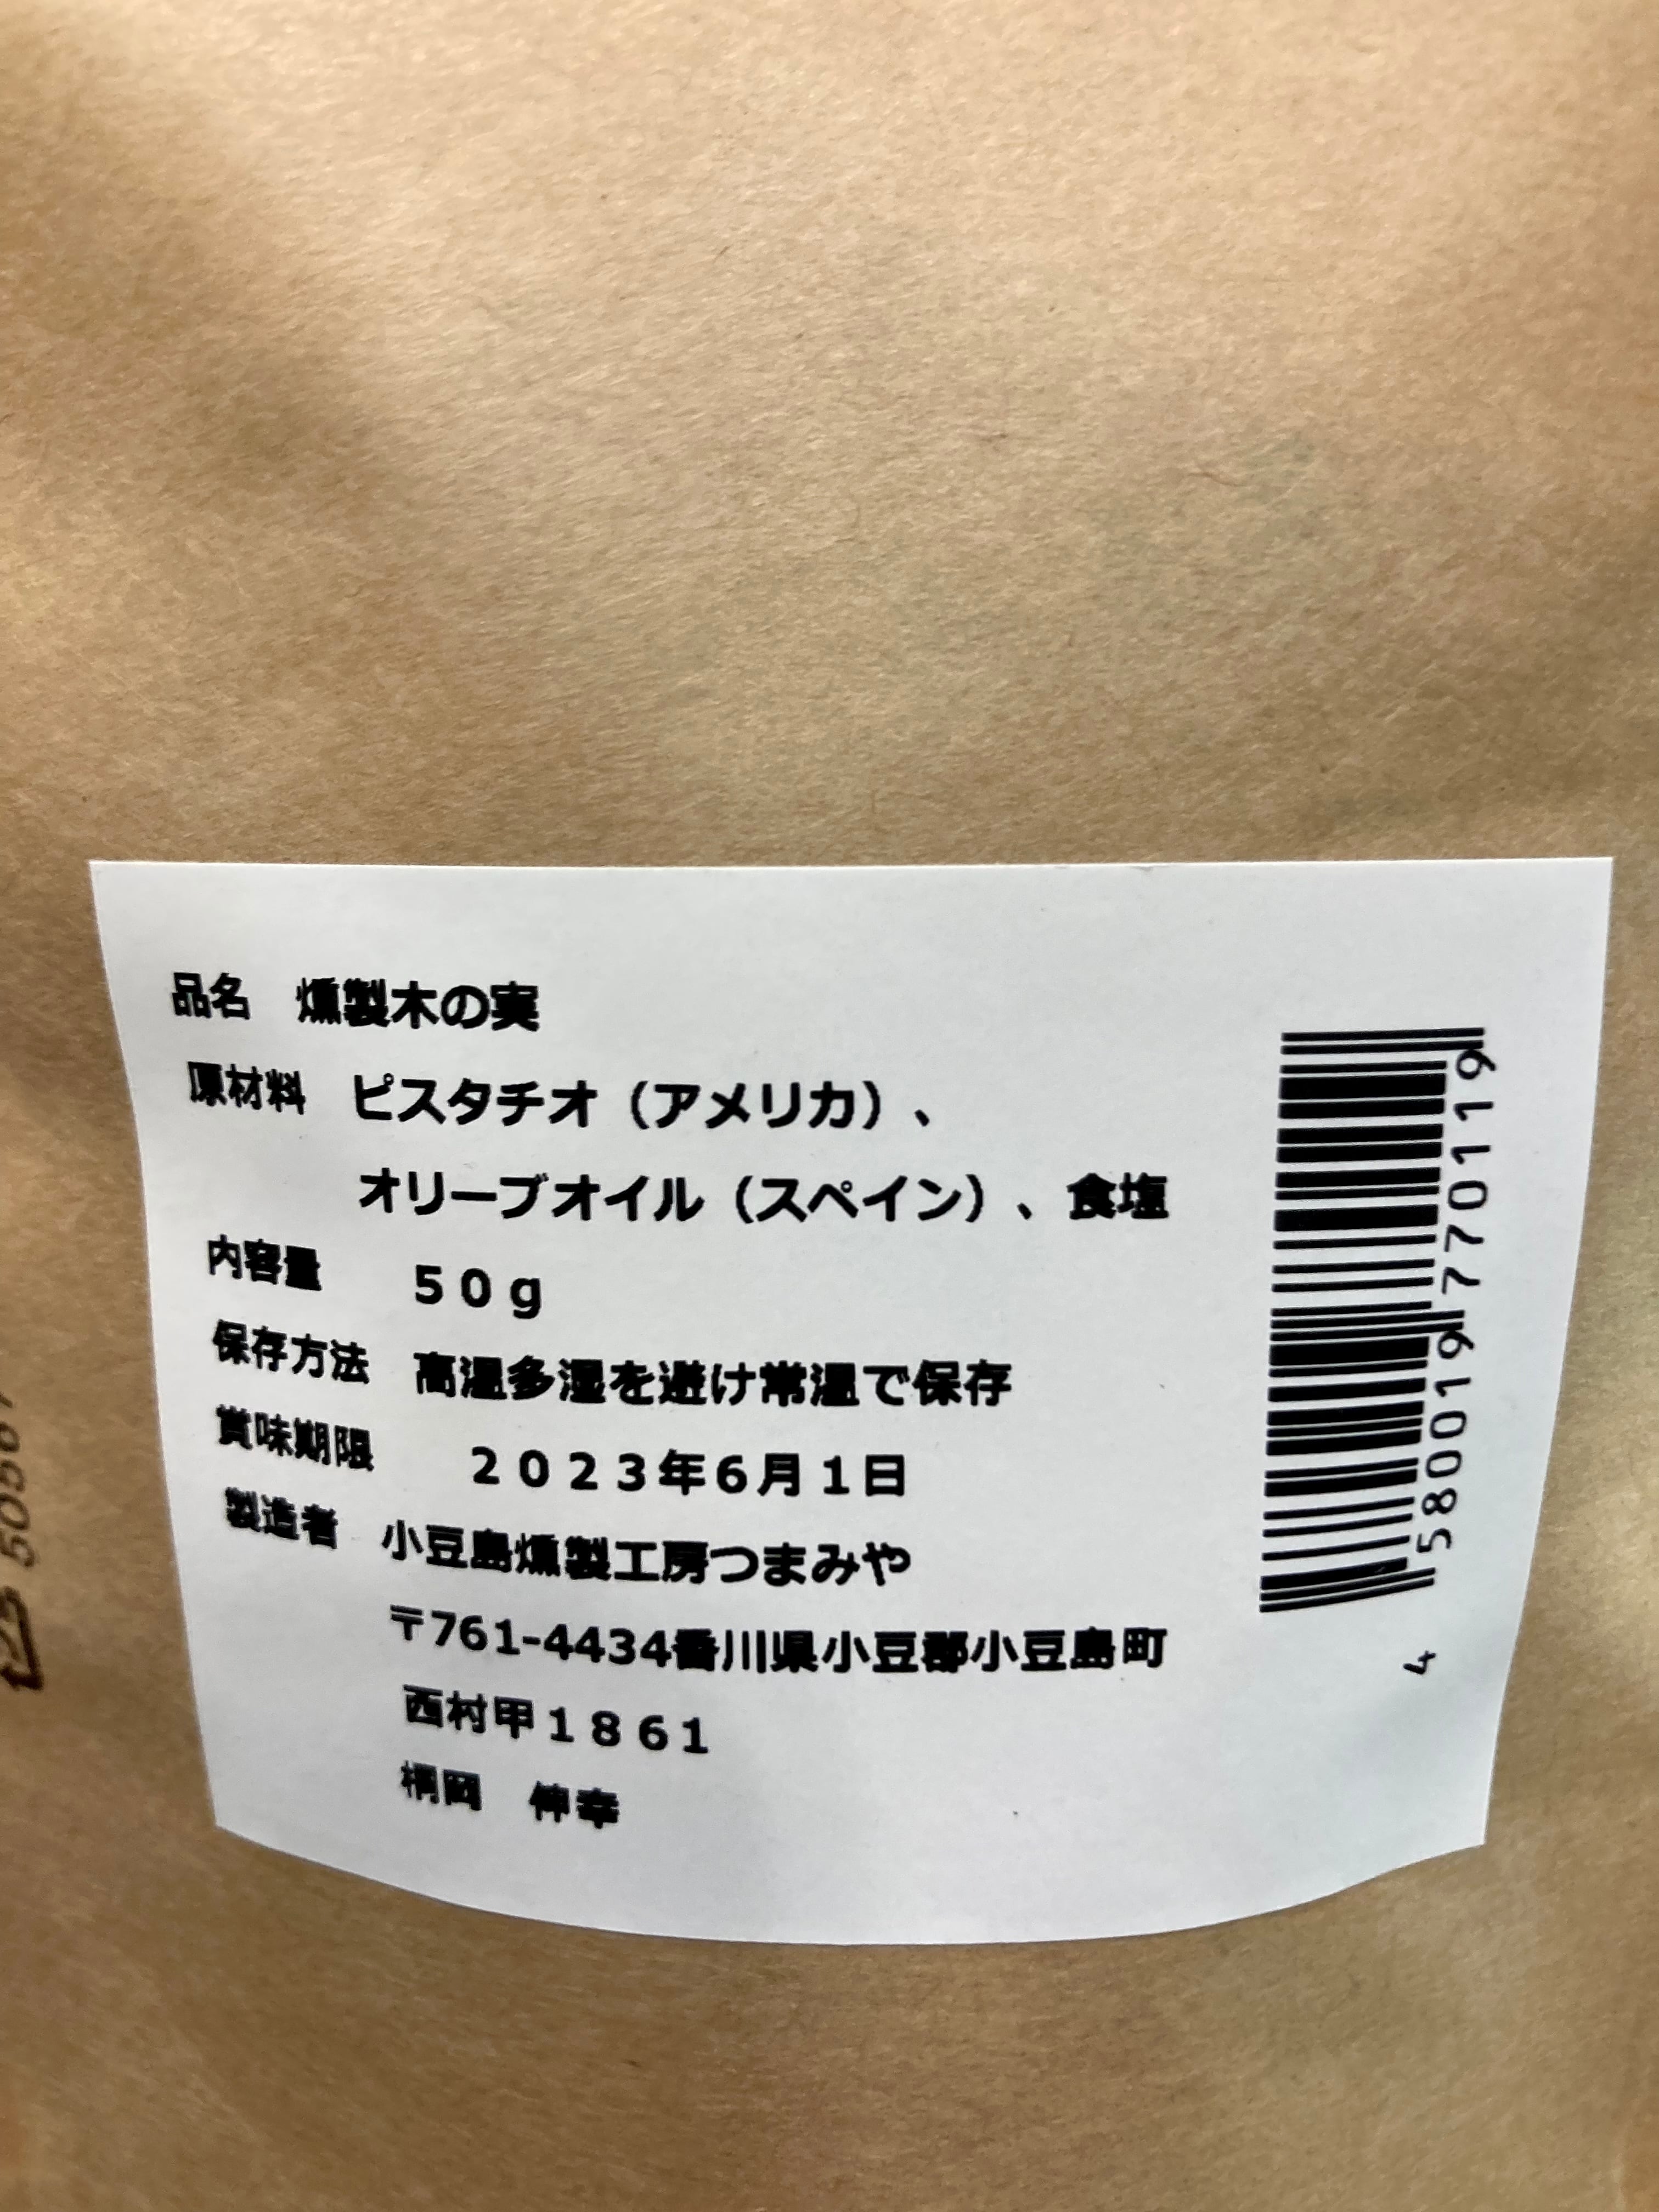 品名 燻製木の実
原材料 ピスタチオ（アメリカ）、
オリーブオイル（スペイン）、食塩
内容量 50g
保存方法 高温多湿を避け常温で保存
賞味期限 2023年6月1日
製造者 小豆島燻製工房つまみや
〒761-4434香川県小豆郡小豆島町
西村甲1861
桐岡 伸幸
4 580019 770119